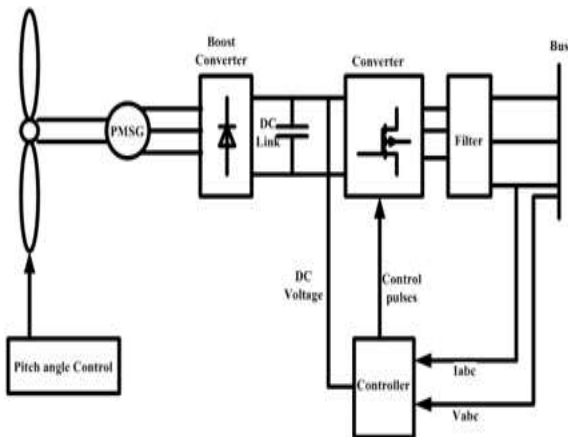 Boost
Converter
Converter
Bus
PMSG
DC
Link
Filter
DC
Voltage
Control
pulses
Pitch angle Control
Controller
Iabc
Vabc